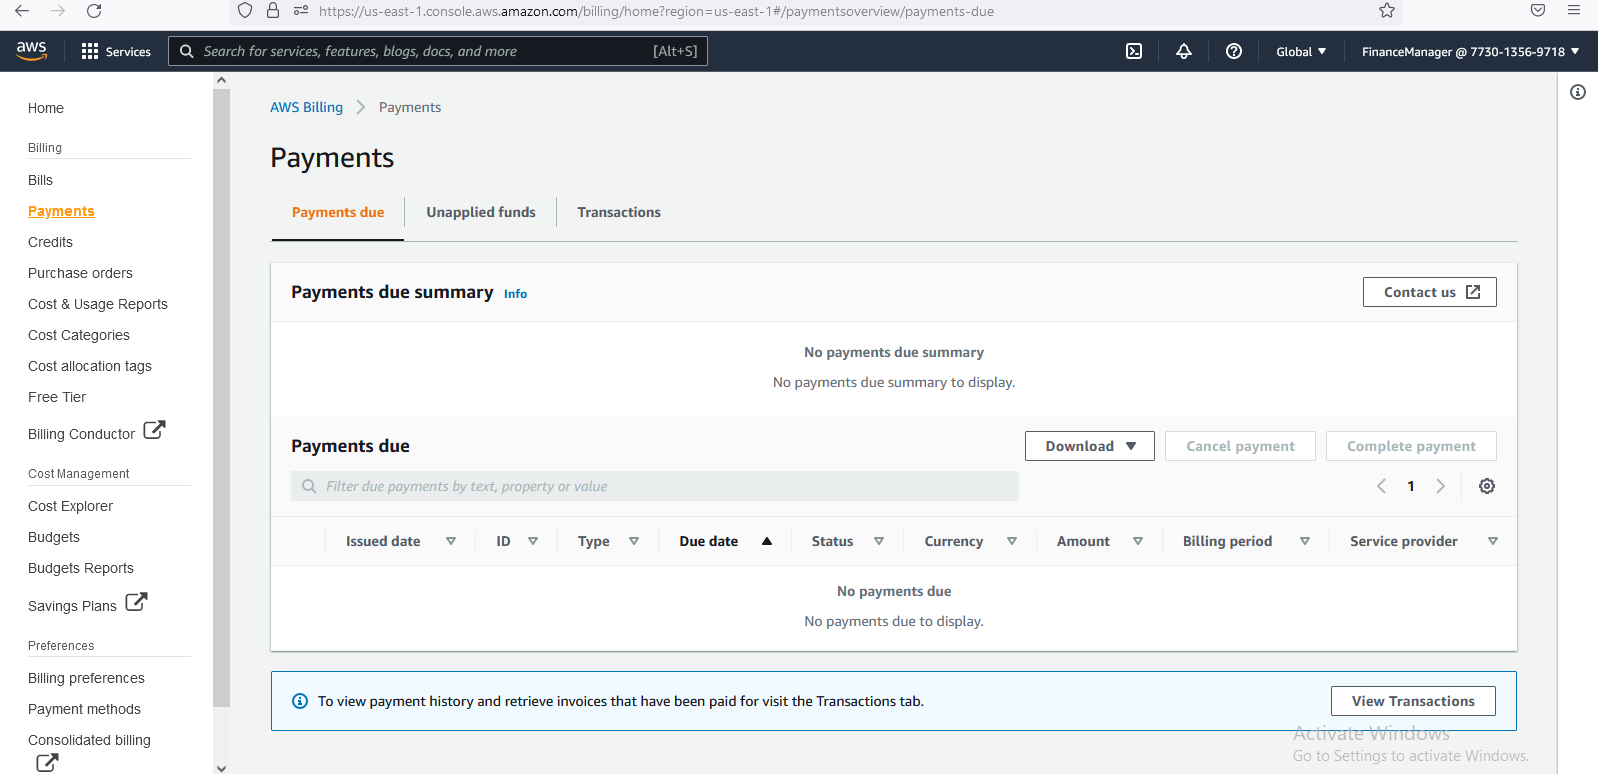 https://us-east-1.console.aws.amazon.com/billing/home?region=us-east-1#/paymentsoverview/payments-due
aws
Services
Search for services, features, blogs, docs, and more
[Alt+S]
Global
FinanceManager @ 7730-1356-9718
Home
Billing
Bills
Payments
Credits
Purchase orders
Cost & Usage Reports
Cost Categories
Cost allocation tags
Free Tier
Billing Conductor
Cost Management
Cost Explorer
Budgets
Budgets Reports
Savings Plans
Preferences
Billing preferences
Payment methods
Consolidated billing
AWS Billing
Payments
Payments
Payments due
Unapplied funds
Transactions
Payments due summary Info
Contact us
No payments due summary
No payments due summary to display.
Payments due
Download
Cancel payment
Complete payment
Filter due payments by text, property or value
1
Issued date
ID
Type
Due date
Status
Currency
Amount
Billing period
Service provider
No payments due
No payments due to display.
To view payment history and retrieve invoices that have been paid for visit the Transactions tab.
View Transactions
Activate Windows
Go to Settings to activate Windows.